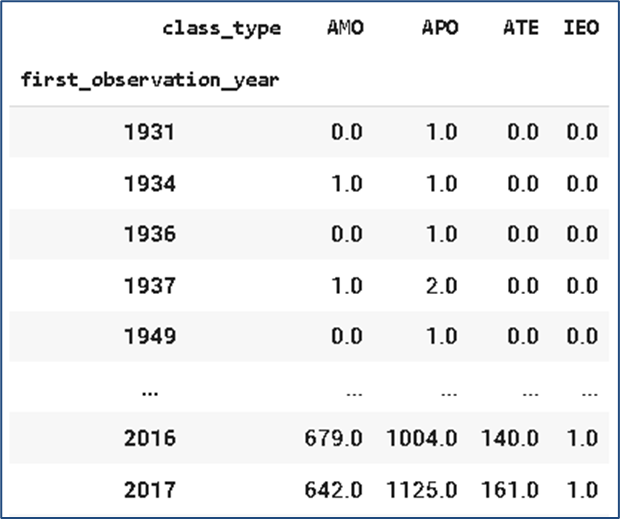 class_type AMO APO ATE IEO
first_observation_year
1931 0.0 1.0 0.0 0.0
1934 1.0 1.0 0.0 0.0
1936 0.0 1.0 0.0 0.0
1937 1.0 2.0 0.0 0.0
1949 0.0 1.0 0.0 0.0
... ... ... ... ...
2016 679.0 1004.0 140.0 1.0
2017 642.0 1125.0 161.0 1.0